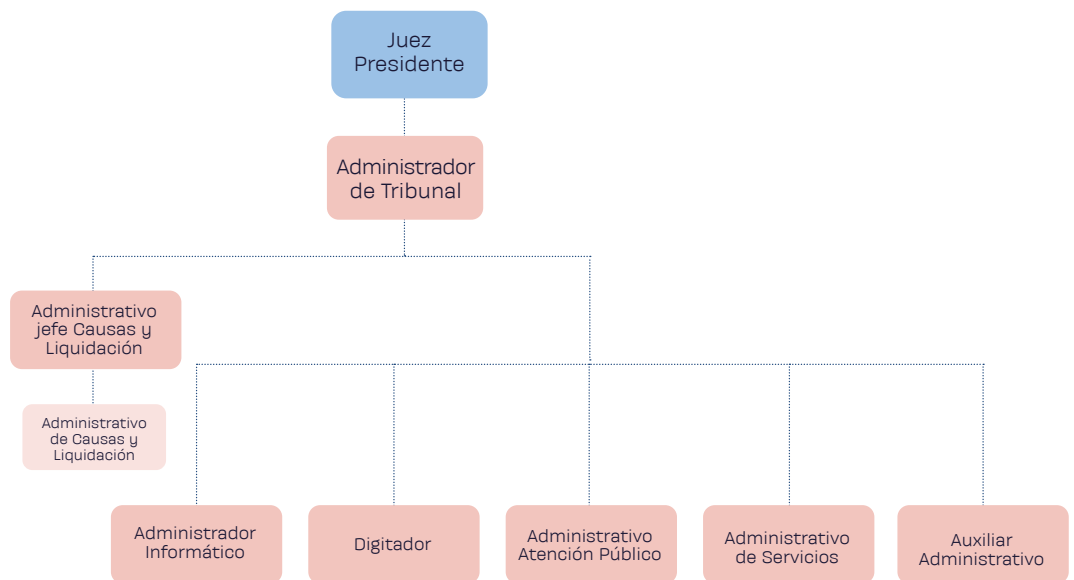 Juez
Presidente
Administrador
de Tribunal
Administrativo
jefe Causas y
Liquidación
Administrativo
de Causas y
Liquidación
Administrador
Informático
Digitador
Administrativo
Atención Público
Administrativo
de Servicios
Auxiliar
Administrativo